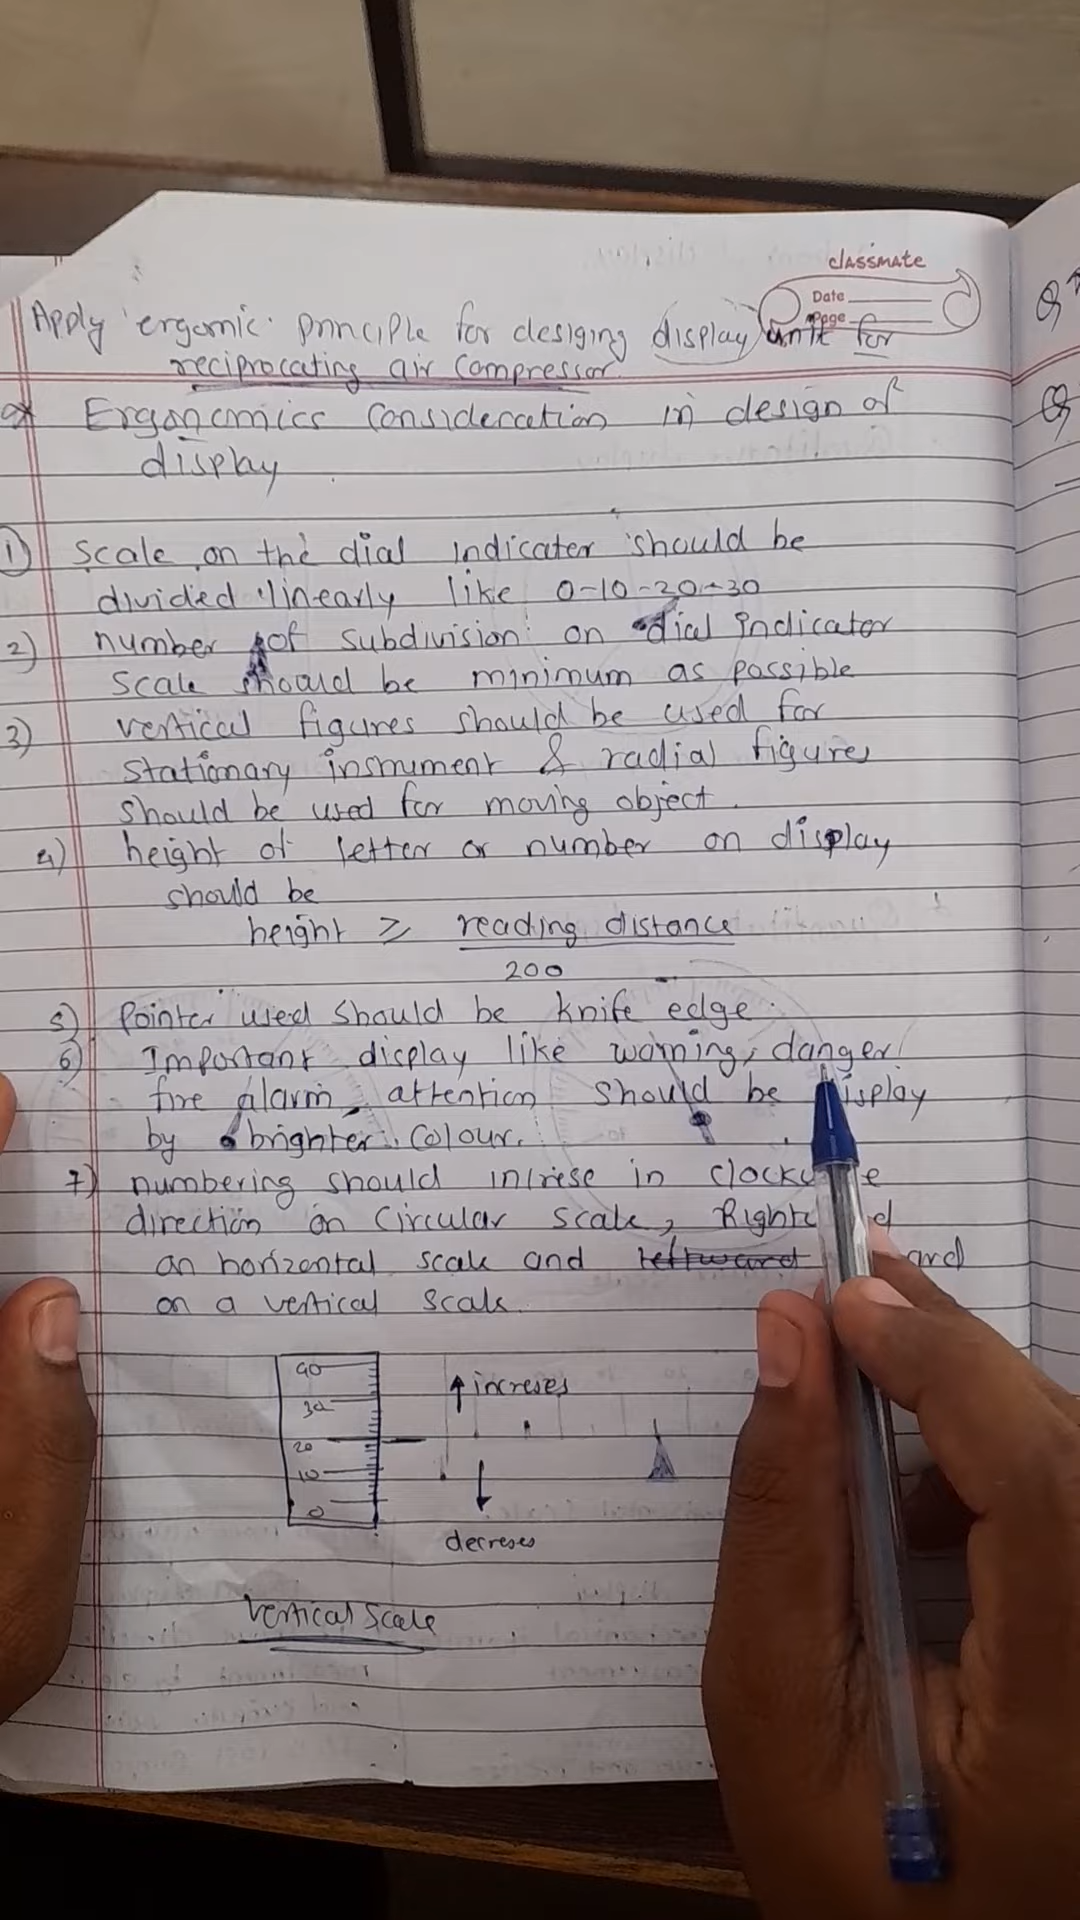 classmate
Date
Page
Apply ergomic principle for desiging display unit for
reciprocating air compressor
Ergonomics consideration in design of
display
1) scale on the dial indicater should be
divided linearly like 0-10-20-30
2) number of subdivision on dial indicator
scale should be minimum as possible
3) vertical figures should be used for
stationary instrument & radial figures
should be used for moving object.
4) height of letter or number on display
should be
height ≥ reading distance
200
5) Pointer used should be knife edge.
6) Important display like warning, danger
fire alarm, attention should be display
by brighter colour.
7) numbering should increse in
direction on circular scale,
on horizental scale and leftward
on a vertical scale.
40
30
20
10
0
↑ increses
↓
decreses
vertical scale